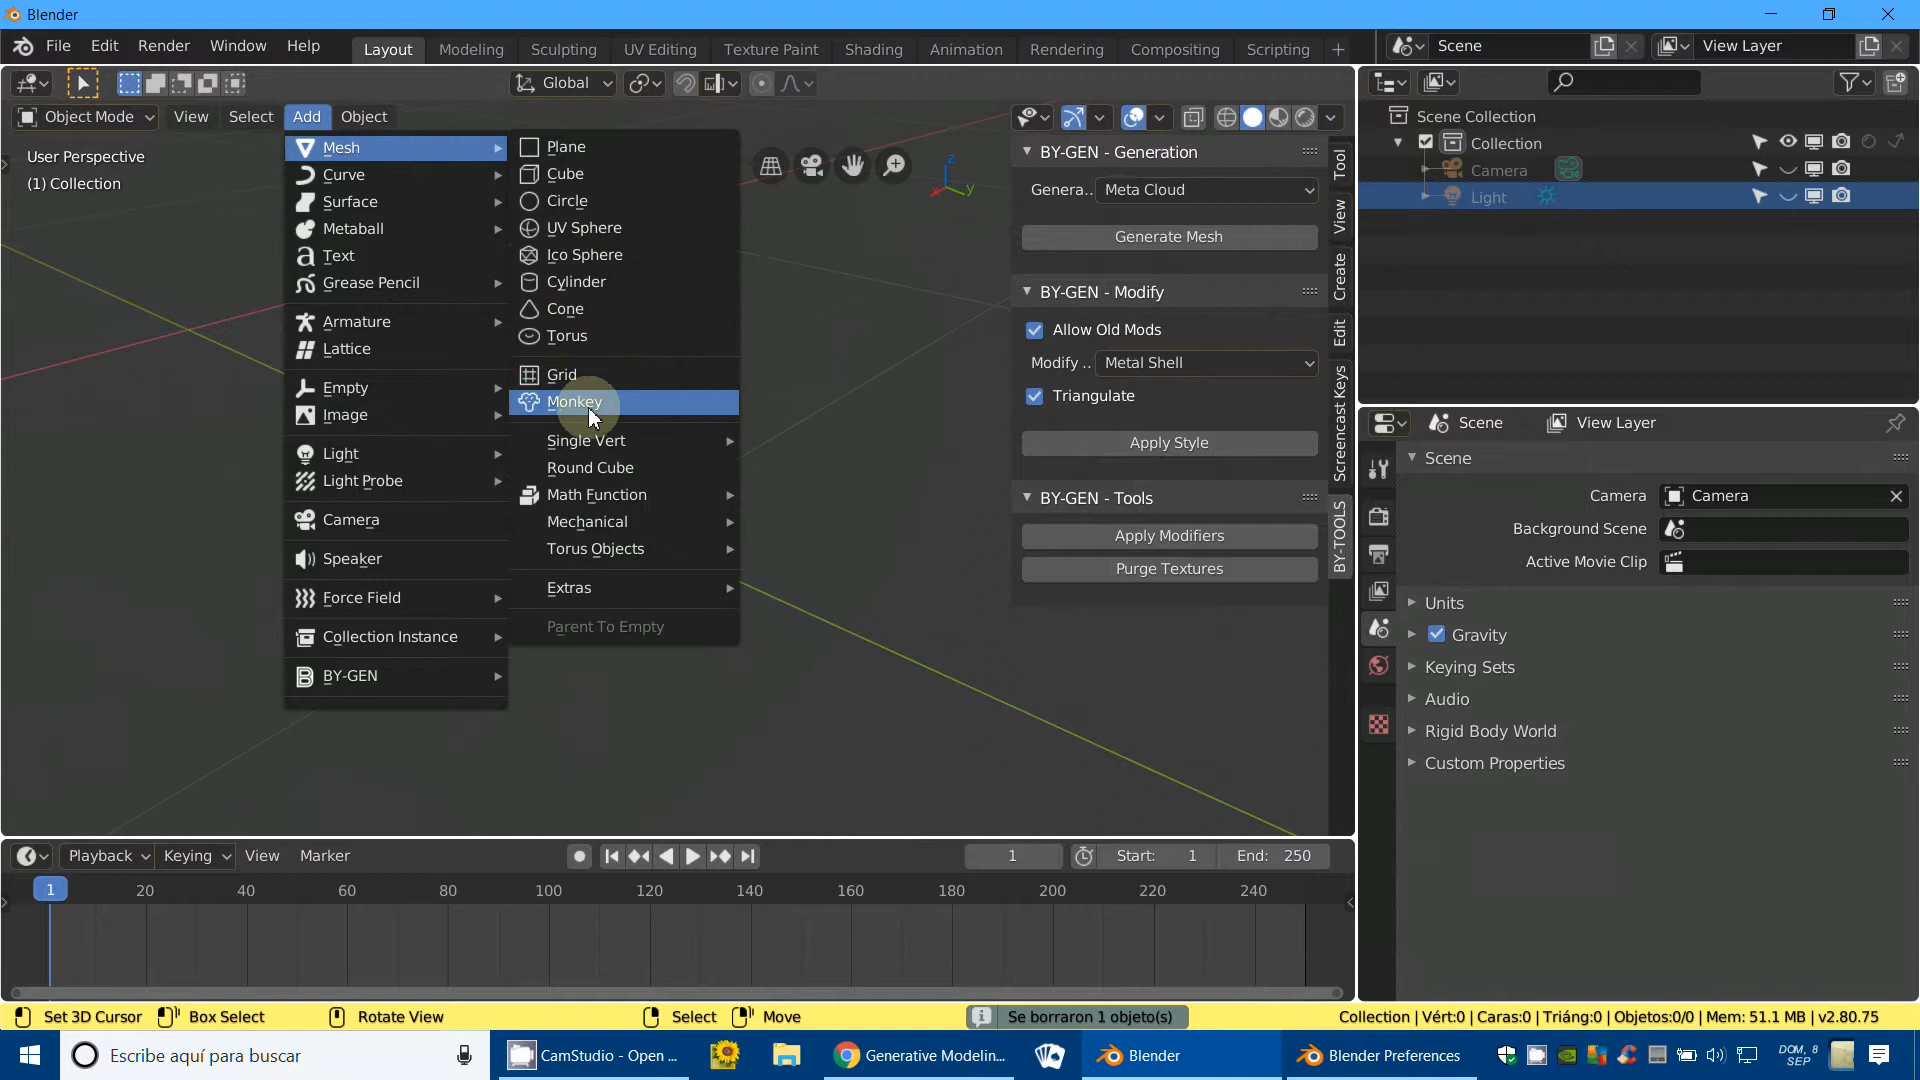 Blender
File Edit Render Window Help
Layout Modeling Sculpting UV Editing Texture Paint Shading Animation Rendering Compositing Scripting +
Scene
View Layer
Global
Object Mode View Select Add Object
User Perspective
(1) Collection
Mesh
Curve
Surface
Metaball
Text
Grease Pencil
Armature
Lattice
Empty
Image
Light
Light Probe
Camera
Speaker
Force Field
Collection Instance
BY-GEN
Plane
Cube
Circle
UV Sphere
Ico Sphere
Cylinder
Cone
Torus
Grid
Monkey
Single Vert
Round Cube
Math Function
Mechanical
Torus Objects
Extras
Parent To Empty
z
x
y
BY-GEN - Generation
Genera.. Meta Cloud
Generate Mesh
BY-GEN - Modify
Allow Old Mods
Modify .. Metal Shell
Triangulate
Apply Style
BY-GEN - Tools
Apply Modifiers
Purge Textures
Tool
View
Create
Edit
Screencast Keys
BY-TOOLS
Scene Collection
Collection
Camera
Light
Scene View Layer
Scene
Camera Camera
Background Scene
Active Movie Clip
Units
Gravity
Keying Sets
Audio
Rigid Body World
Custom Properties
Playback Keying View Marker
1 Start: 1 End: 250
1 20 40 60 80 100 120 140 160 180 200 220 240
Set 3D Cursor Box Select Rotate View Select Move Se borraron 1 objeto(s) Collection | Vért:0 | Caras:0 | Triáng:0 | Objetos:0/0 | Mem: 51.1 MB | v2.80.75
Escribe aquí para buscar
CamStudio - Open ...
Generative Modelin...
Blender
Blender Preferences
DOM., 8
SEP